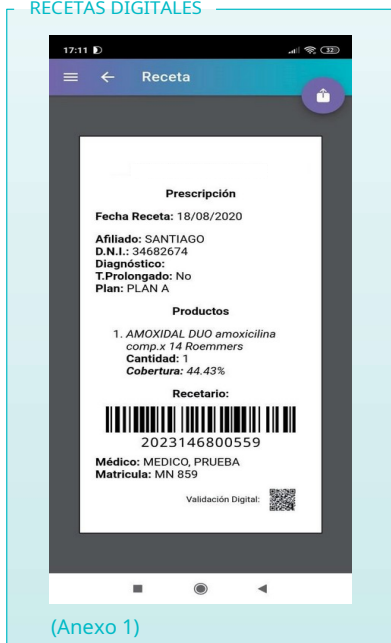 RECETAS DIGITALES
17:11
32
Receta
Prescripción
Fecha Receta: 18/08/2020
Afiliado: SANTIAGO
D.N.I.: 34682674
Diagnóstico:
T.Prolongado: No
Plan: PLAN A
Productos
1. AMOXIDAL DUO amoxicilina
comp.x 14 Roemmers
Cantidad: 1
Cobertura: 44.43%
Recetario:
2023146800559
Médico: MEDICO, PRUEBA
Matricula: MN 859
Validación Digital:
(Anexo 1)